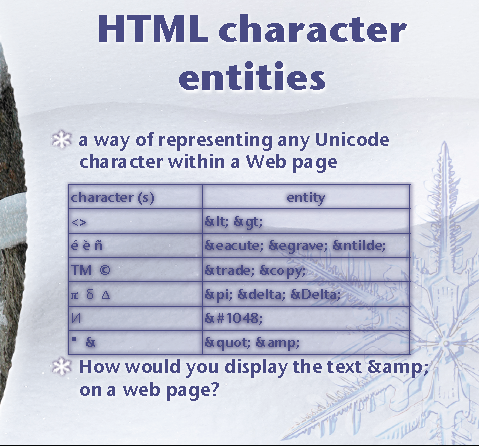 HTML character
entities
a way of representing any Unicode
character within a Web page
character (s) entity
<> &lt; &gt;
é è ñ &eacute; &egrave; &ntilde;
TM © &trade; &copy;
π δ Δ &pi; &delta; &Delta;
И &#1048;
" & &quot; &amp;
How would you display the text &amp;
on a web page?